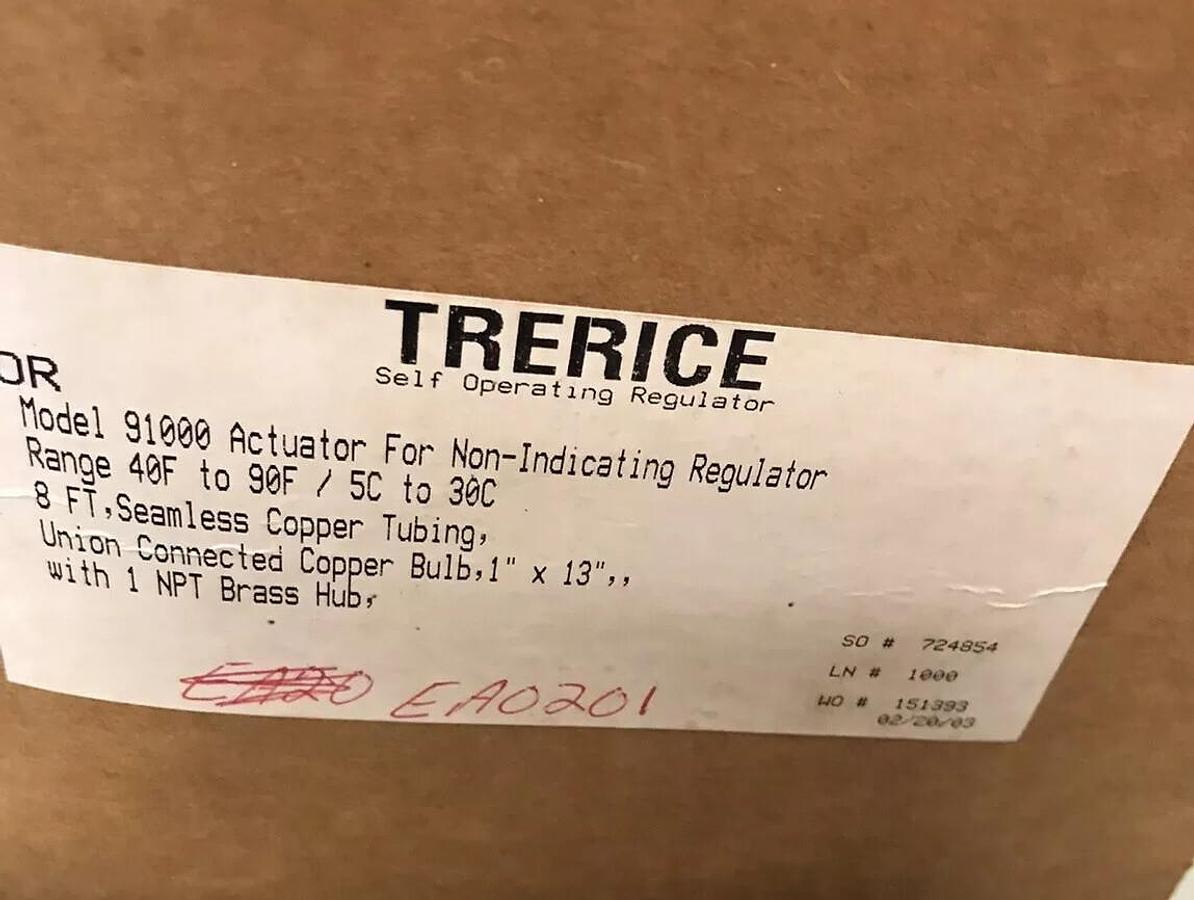 TRERICE
Self Operating Regulator
OR
Model 91000 Actuator For Non-Indicating Regulator
Range 40F to 90F / 5C to 30C
8 FT,Seamless Copper Tubing,
Union Connected Copper Bulb,1" x 13",,
with 1 NPT Brass Hub,
SO # 724854
LN # 1000
WO # 151393
02/20/03
EA0201